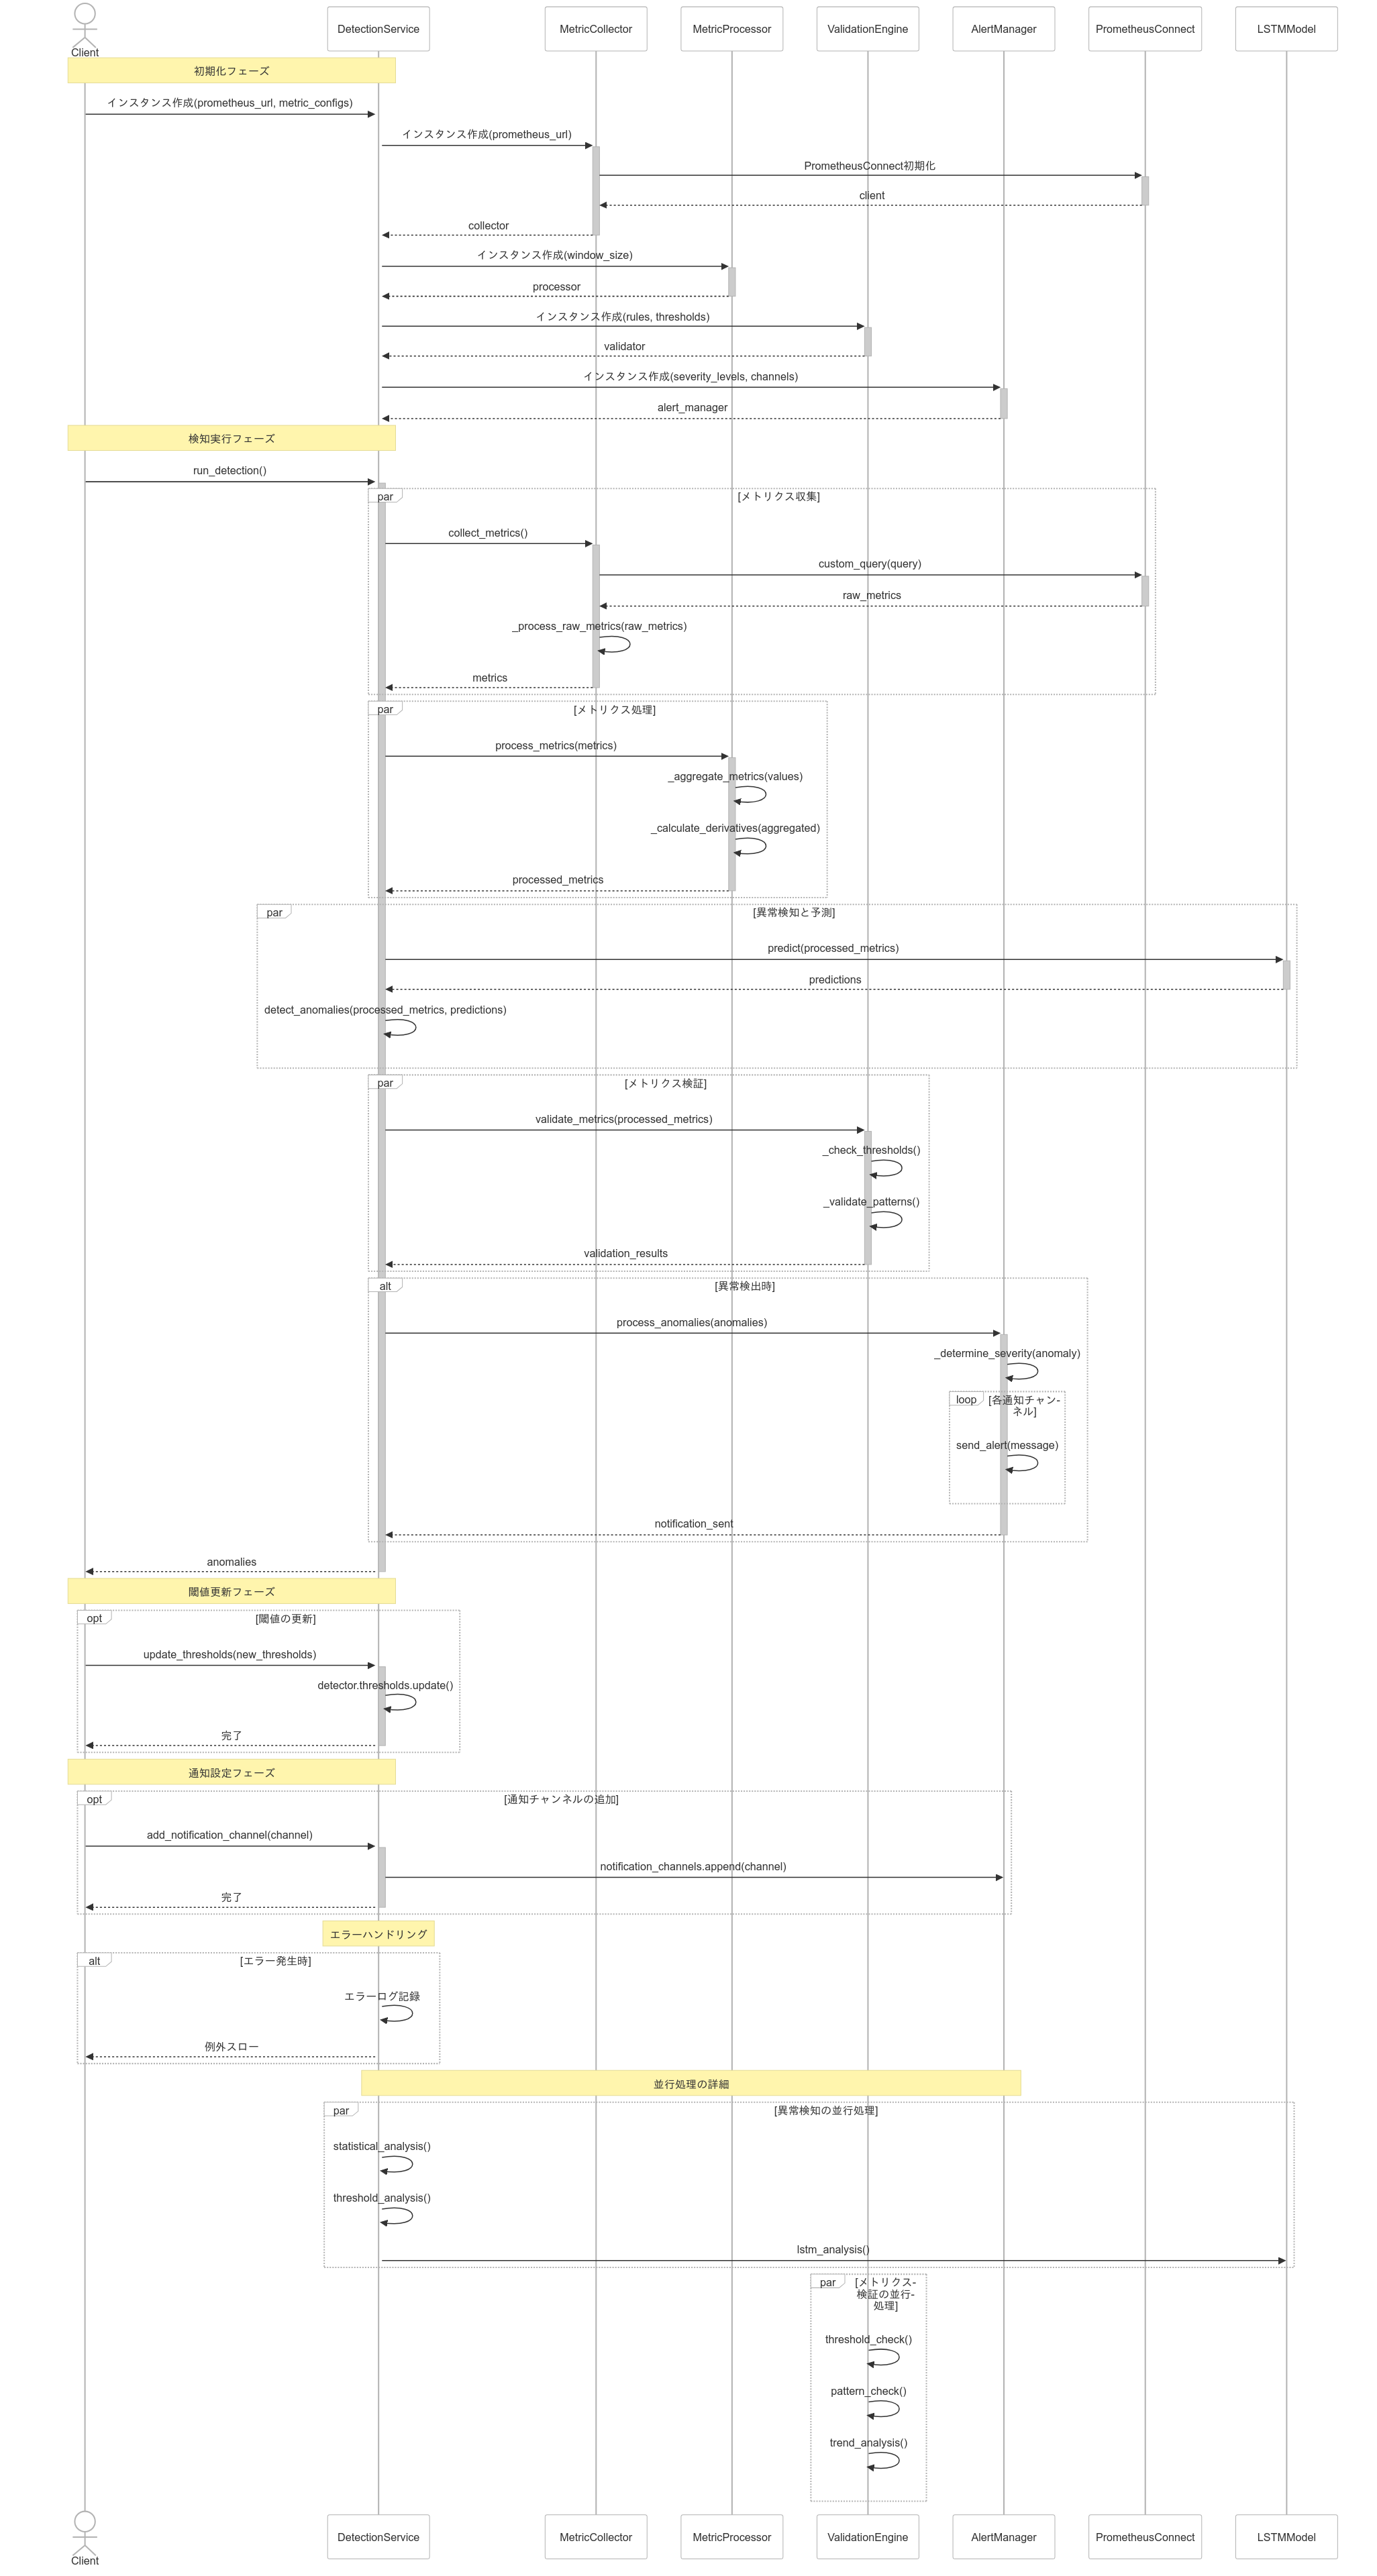 Client
DetectionService
MetricCollector
MetricProcessor
ValidationEngine
AlertManager
PrometheusConnect
LSTMModel
初期化フェーズ
インスタンス作成(prometheus_url, metric_configs)
インスタンス作成(prometheus_url)
PrometheusConnect初期化
client
collector
インスタンス作成(window_size)
processor
インスタンス作成(rules, thresholds)
validator
インスタンス作成(severity_levels, channels)
alert_manager
検知実行フェーズ
run_detection()
par
[メトリクス収集]
collect_metrics()
custom_query(query)
raw_metrics
_process_raw_metrics(raw_metrics)
metrics
par
[メトリクス処理]
process_metrics(metrics)
_aggregate_metrics(values)
_calculate_derivatives(aggregated)
processed_metrics
par
[異常検知と予測]
predict(processed_metrics)
predictions
detect_anomalies(processed_metrics, predictions)
par
[メトリクス検証]
validate_metrics(processed_metrics)
_check_thresholds()
_validate_patterns()
validation_results
alt
[異常検出時]
process_anomalies(anomalies)
_determine_severity(anomaly)
loop
[各通知チャン-
ネル]
send_alert(message)
notification_sent
anomalies
閾値更新フェーズ
opt
[閾値の更新]
update_thresholds(new_thresholds)
detector.thresholds.update()
完了
通知設定フェーズ
opt
[通知チャンネルの追加]
add_notification_channel(channel)
notification_channels.append(channel)
完了
エラーハンドリング
alt
[エラー発生時]
エラーログ記録
例外スロー
並行処理の詳細
par
[異常検知の並行処理]
statistical_analysis()
threshold_analysis()
lstm_analysis()
par
[メトリクス-
検証の並行-
処理]
threshold_check()
pattern_check()
trend_analysis()
Client
DetectionService
MetricCollector
MetricProcessor
ValidationEngine
AlertManager
PrometheusConnect
LSTMModel